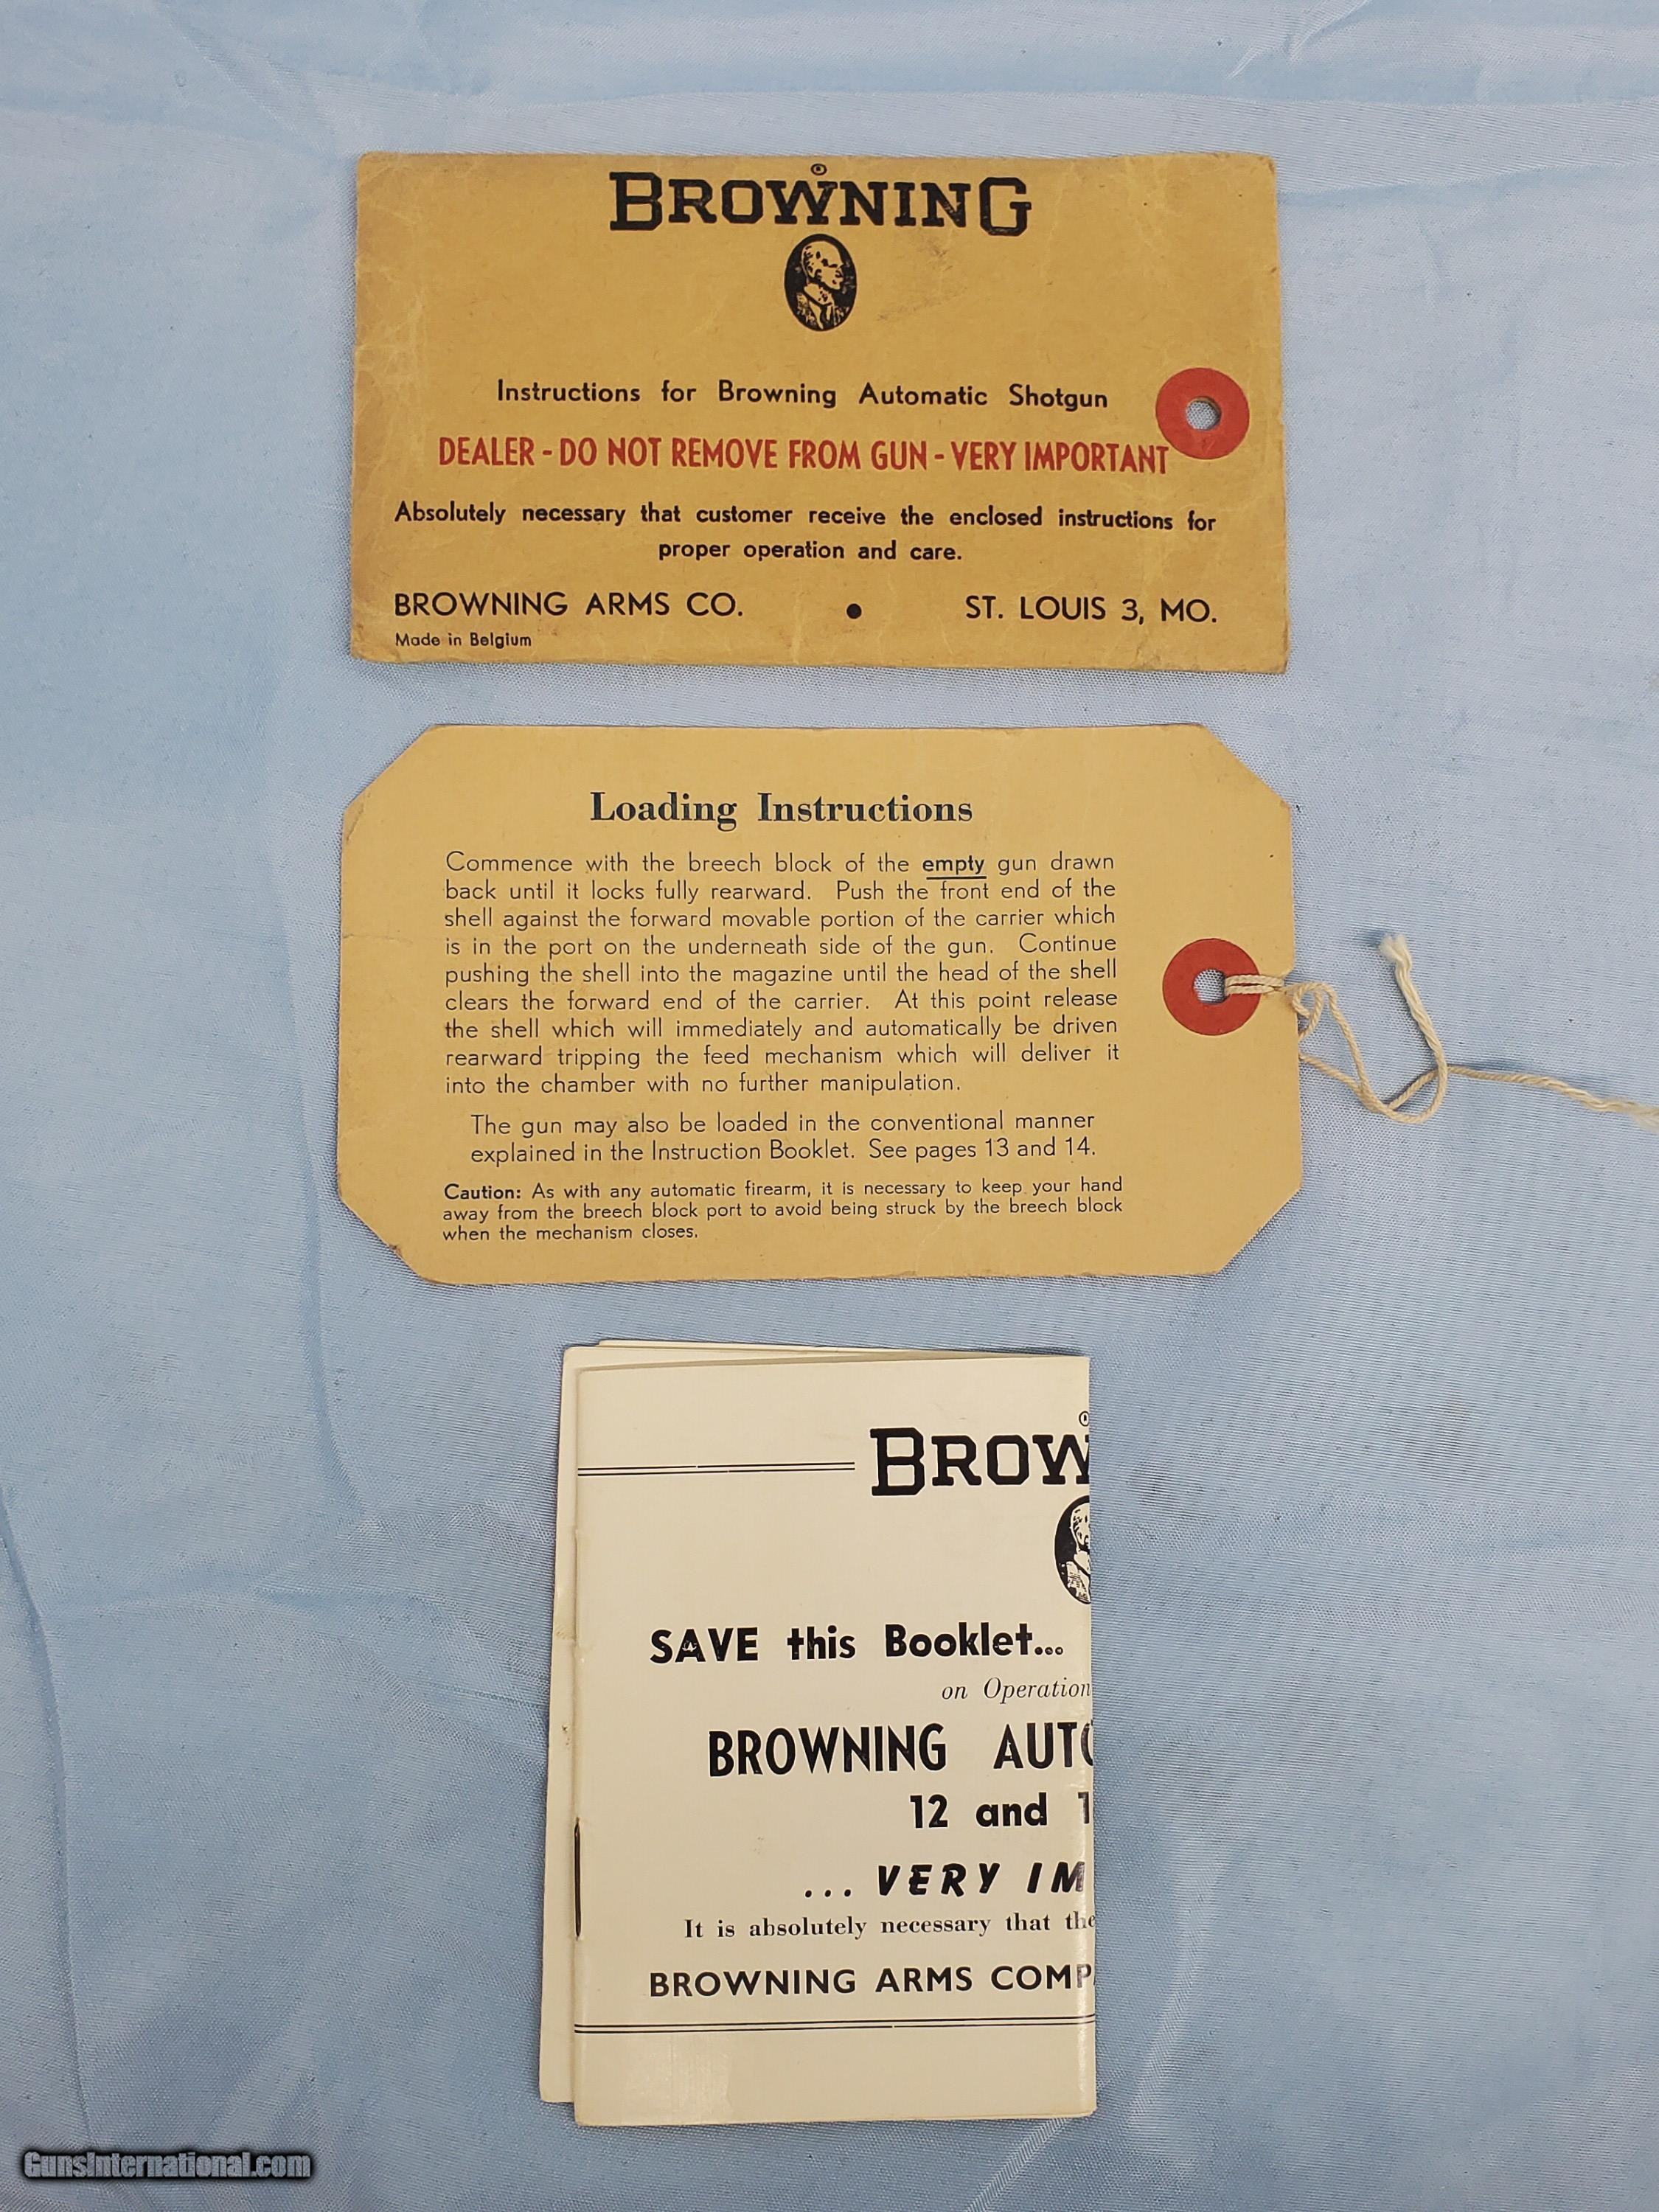 BROWNING
Instructions for Browning Automatic Shotgun
DEALER - DO NOT REMOVE FROM GUN - VERY IMPORTANT
Absolutely necessary that customer receive the enclosed instructions for
proper operation and care.
BROWNING ARMS CO. • ST. LOUIS 3, MO.
Made in Belgium
Loading Instructions
Commence with the breech block of the empty gun drawn
back until it locks fully rearward. Push the front end of the
shell against the forward movable portion of the carrier which
is in the port on the underneath side of the gun. Continue
pushing the shell into the magazine until the head of the shell
clears the forward end of the carrier. At this point release
the shell which will immediately and automatically be driven
rearward tripping the feed mechanism which will deliver it
into the chamber with no further manipulation.
The gun may also be loaded in the conventional manner
explained in the Instruction Booklet. See pages 13 and 14.
Caution: As with any automatic firearm, it is necessary to keep your hand
away from the breech block port to avoid being struck by the breech block
when the mechanism closes.
BROW
SAVE this Booklet...
on Operation
BROWNING AUTO
12 and 1
... VERY IM
It is absolutely necessary that the
BROWNING ARMS COMP
GunsInternational.com